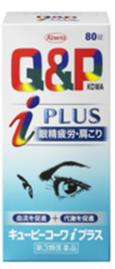 Kowa
80錠
Q&P
KOWA
i PLUS
眼精疲労・肩こり
血流を促進 + 代謝を促進
キューピーコーワiプラス
第3類医薬品